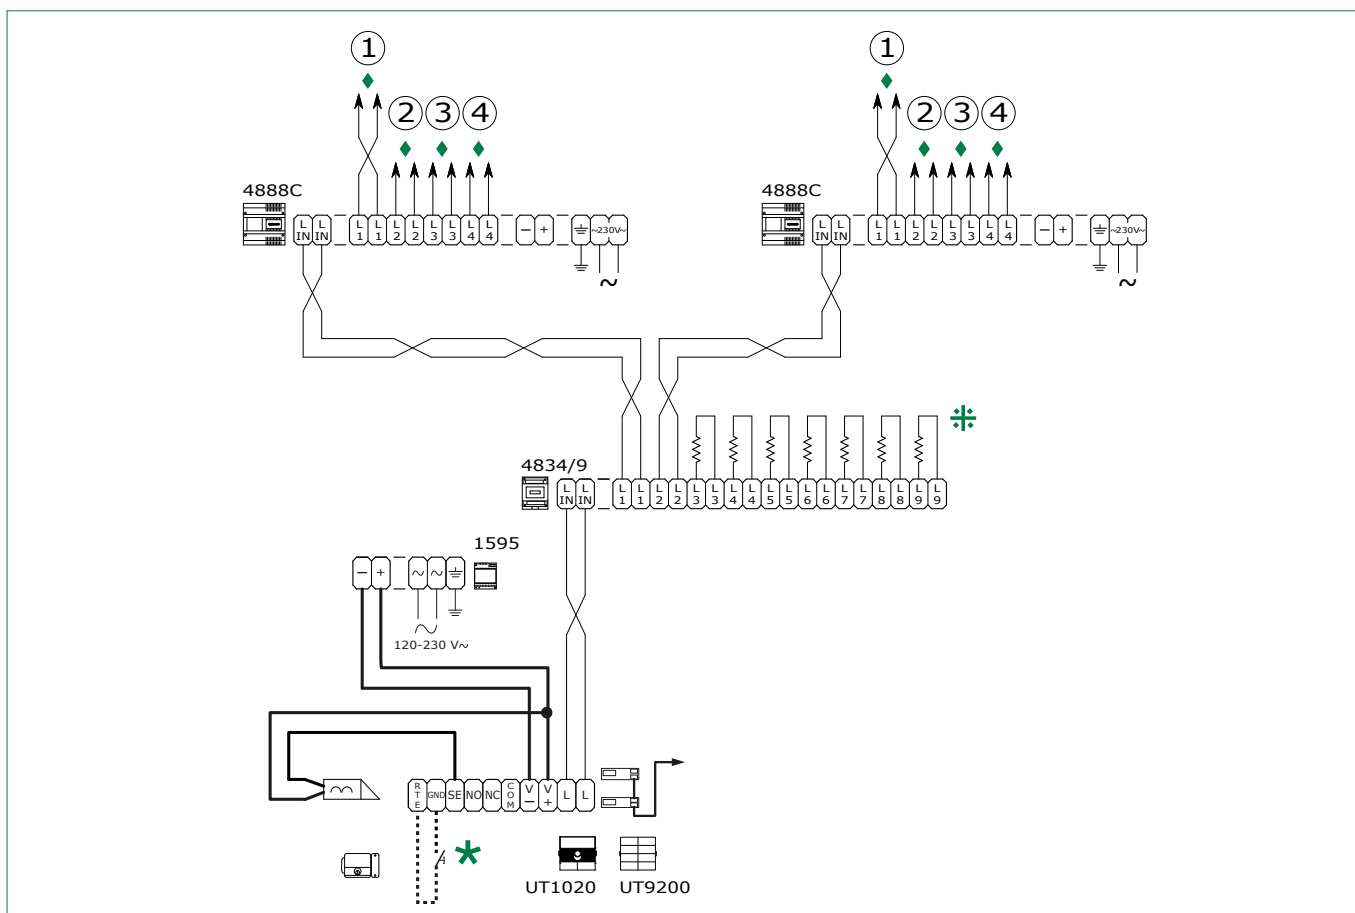 1 1
2 3 4 2 3 4
4888C 4888C
L IN L IN L 1 L 1 L 2 L 2 L 3 L 3 L 4 L 4 − + ~230V~ L IN L IN L 1 L 1 L 2 L 2 L 3 L 3 L 4 L 4 − + ~230V~
~ ~
4834/9
L IN L IN L 1 L 1 L 2 L 2 L 3 L 3 L 4 L 4 L 5 L 5 L 6 L 6 L 7 L 7 L 8 L 8 L 9 L 9
1595
− + ~ ~
~
120-230 V~
RTE GND SE NO NC COM V − V + L L
*
UT1020 UT9200